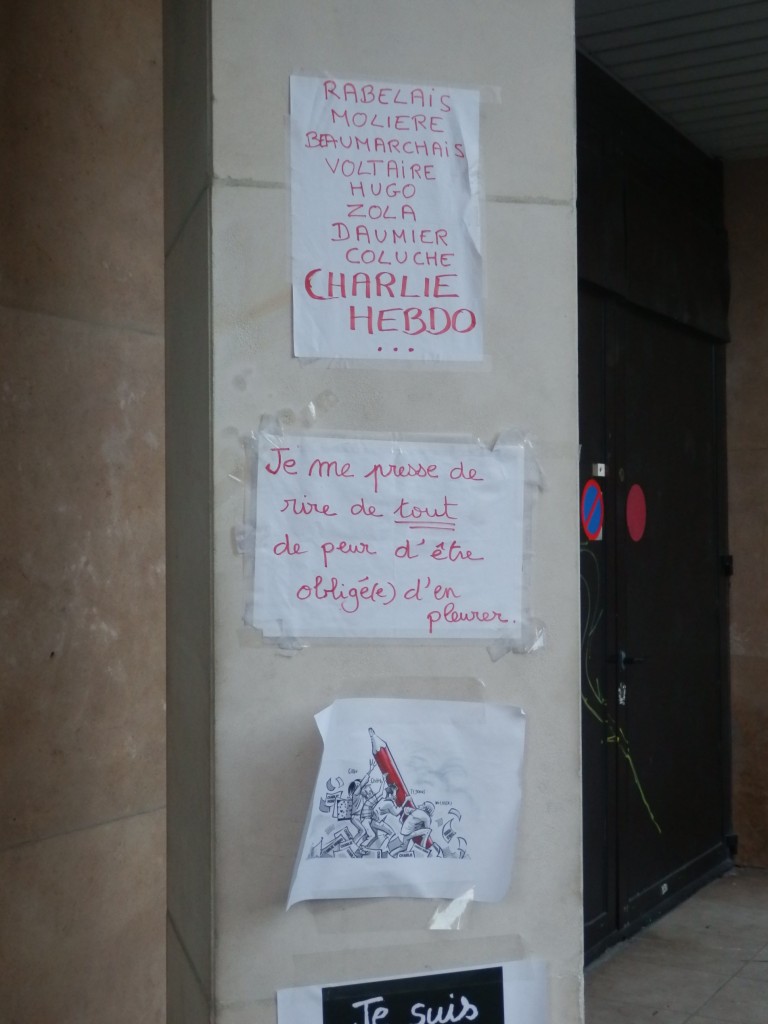 RABELAIS
MOLIERE
BEAUMARCHAIS
VOLTAIRE
HUGO
ZOLA
DAUMIER
COLUCHE
CHARLIE
HEBDO
...
Je me presse de
rire de tout
de peur d'être
obligé(e) d'en
pleurer.
Je suis